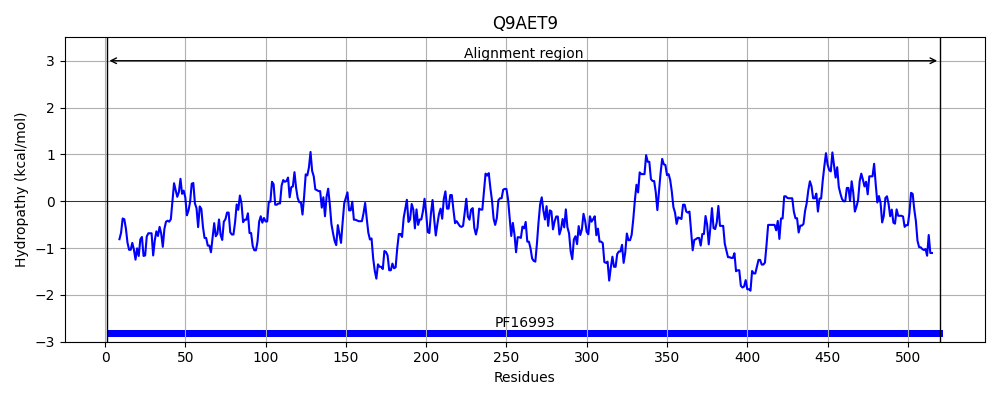 Q9AET9
Hydropathy (kcal/mol)
3
2
1
0
−1
−2
−3
Alignment region
PF16993
0 50 100 150 200 250 300 350 400 450 500
Residues